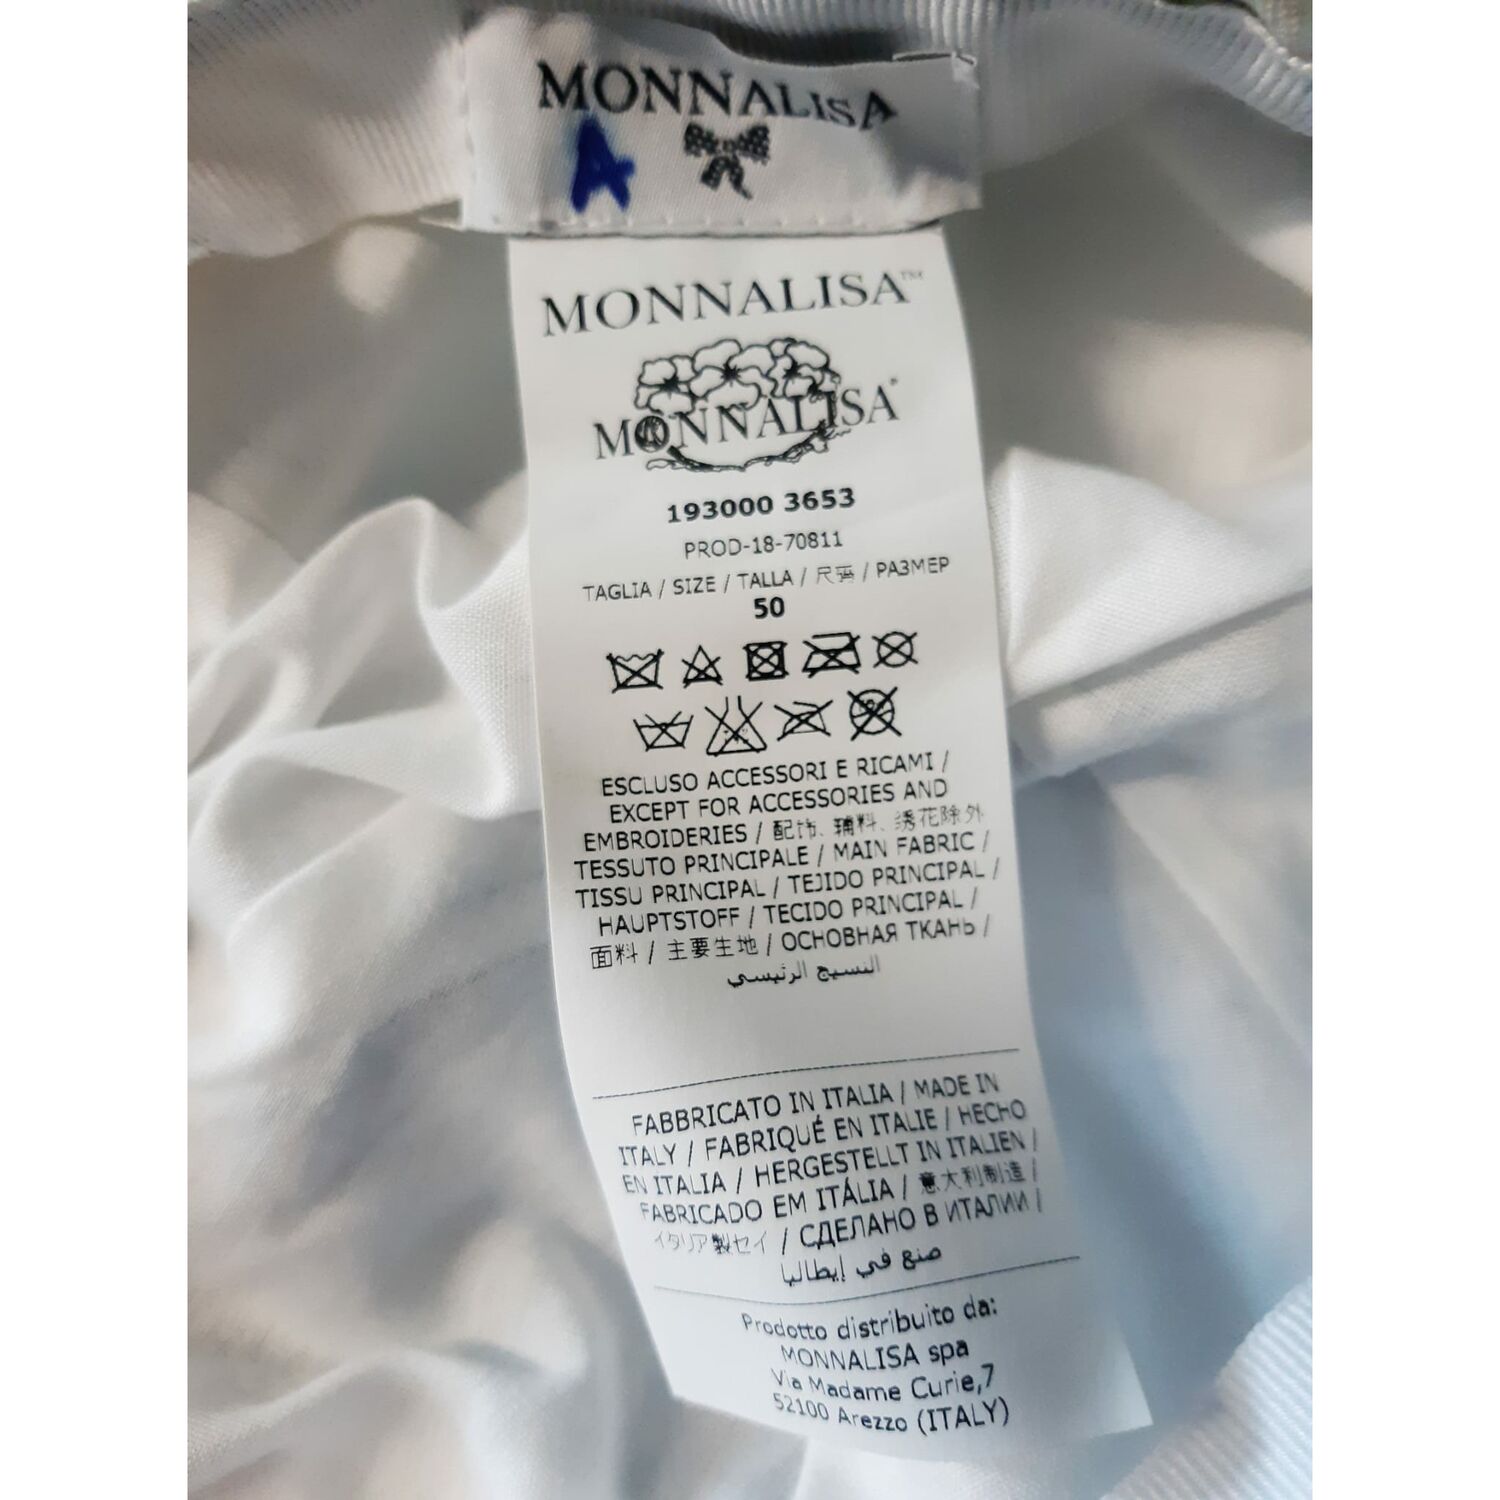 MONNALISA
A
MONNALISA™
MONNALISA
193000 3653
PROD-18-70811
TAGLIA / SIZE / TALLA / 尺码 / РАЗМЕР
50
ESCLUSO ACCESSORI E RICAMI /
EXCEPT FOR ACCESSORIES AND
EMBROIDERIES / 配饰、辅料、绣花除外
TESSUTO PRINCIPALE / MAIN FABRIC /
TISSU PRINCIPAL / TEJIDO PRINCIPAL /
HAUPTSTOFF / TECIDO PRINCIPAL /
面料 / 主要生地 / ОСНОВНАЯ ТКАНЬ /
النسيج الرئيسي
FABBRICATO IN ITALIA / MADE IN
ITALY / FABRIQUÉ EN ITALIE / HECHO
EN ITALIA / HERGESTELLT IN ITALIEN /
FABRICADO EM ITÁLIA / 意大利制造 /
イタリア製セイ / СДЕЛАНО В ИТАЛИИ /
صنع في إيطاليا
Prodotto distribuito da:
MONNALISA spa
Via Madame Curie,7
52100 Arezzo (ITALY)